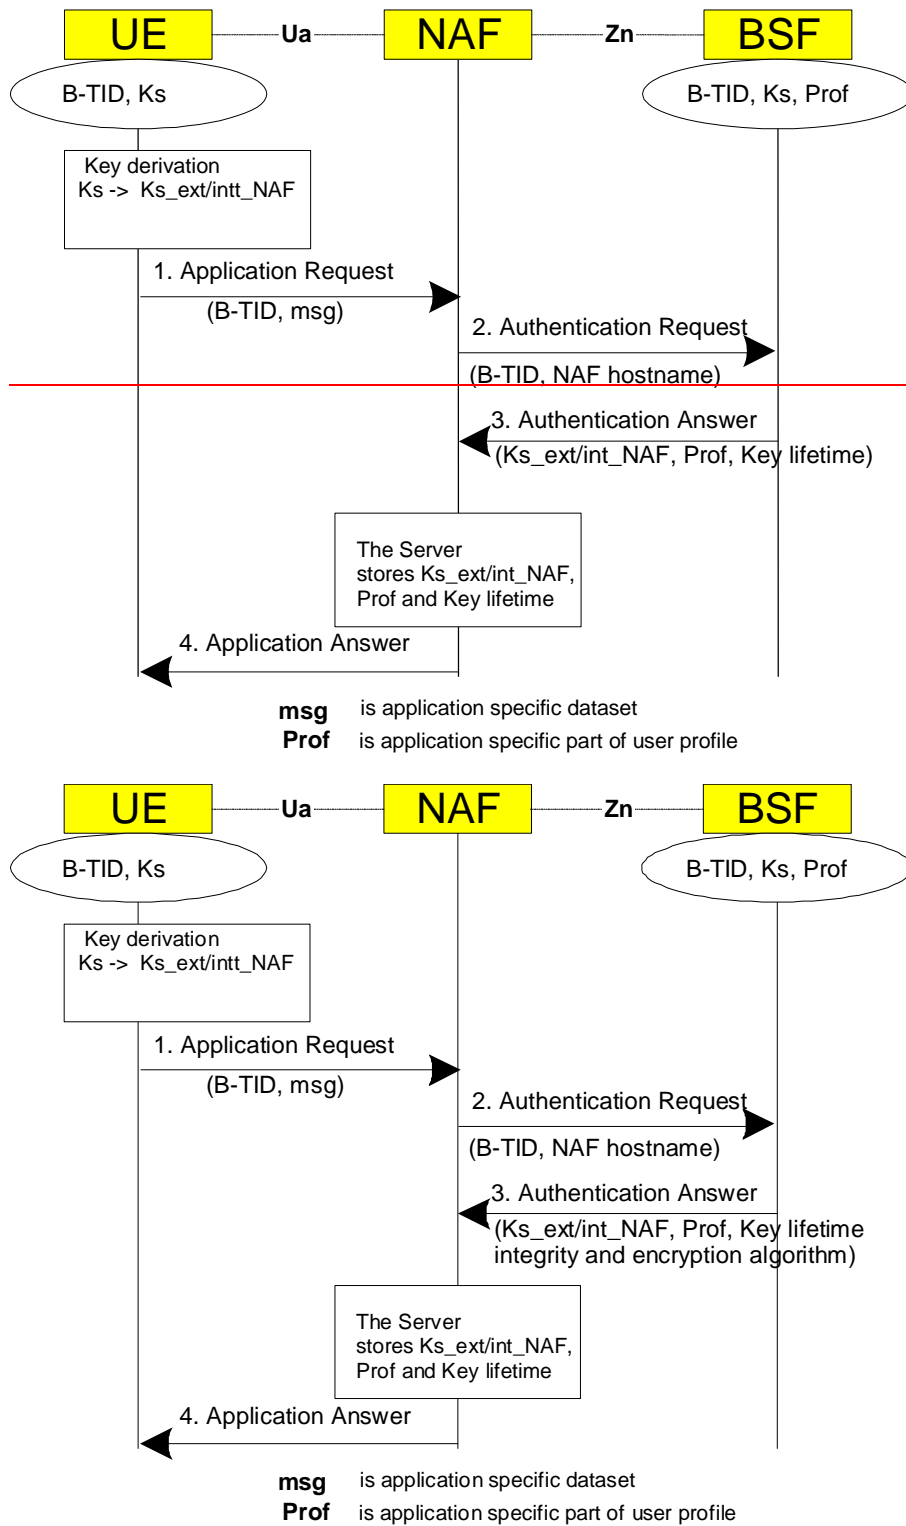 UE Ua NAF Zn BSF
B-TID, Ks
B-TID, Ks, Prof
Key derivation
Ks -> Ks_ext/intt_NAF
1. Application Request
(B-TID, msg)
2. Authentication Request
(B-TID, NAF hostname)
3. Authentication Answer
(Ks_ext/int_NAF, Prof, Key lifetime)
The Server
stores Ks_ext/int_NAF,
Prof and Key lifetime
4. Application Answer
msg is application specific dataset
Prof is application specific part of user profile
UE Ua NAF Zn BSF
B-TID, Ks
B-TID, Ks, Prof
Key derivation
Ks -> Ks_ext/intt_NAF
1. Application Request
(B-TID, msg)
2. Authentication Request
(B-TID, NAF hostname)
3. Authentication Answer
(Ks_ext/int_NAF, Prof, Key lifetime
integrity and encryption algorithm)
The Server
stores Ks_ext/int_NAF,
Prof and Key lifetime
4. Application Answer
msg is application specific dataset
Prof is application specific part of user profile